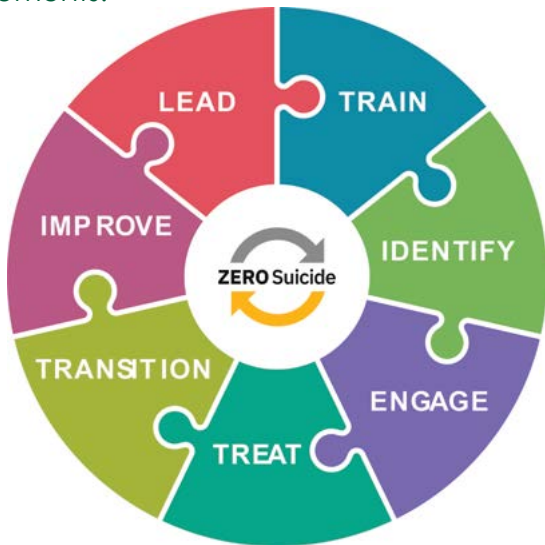 LEAD
TRAIN
IDENTIFY
ENGAGE
TREAT
TRANSITION
IMPROVE
ZERO Suicide